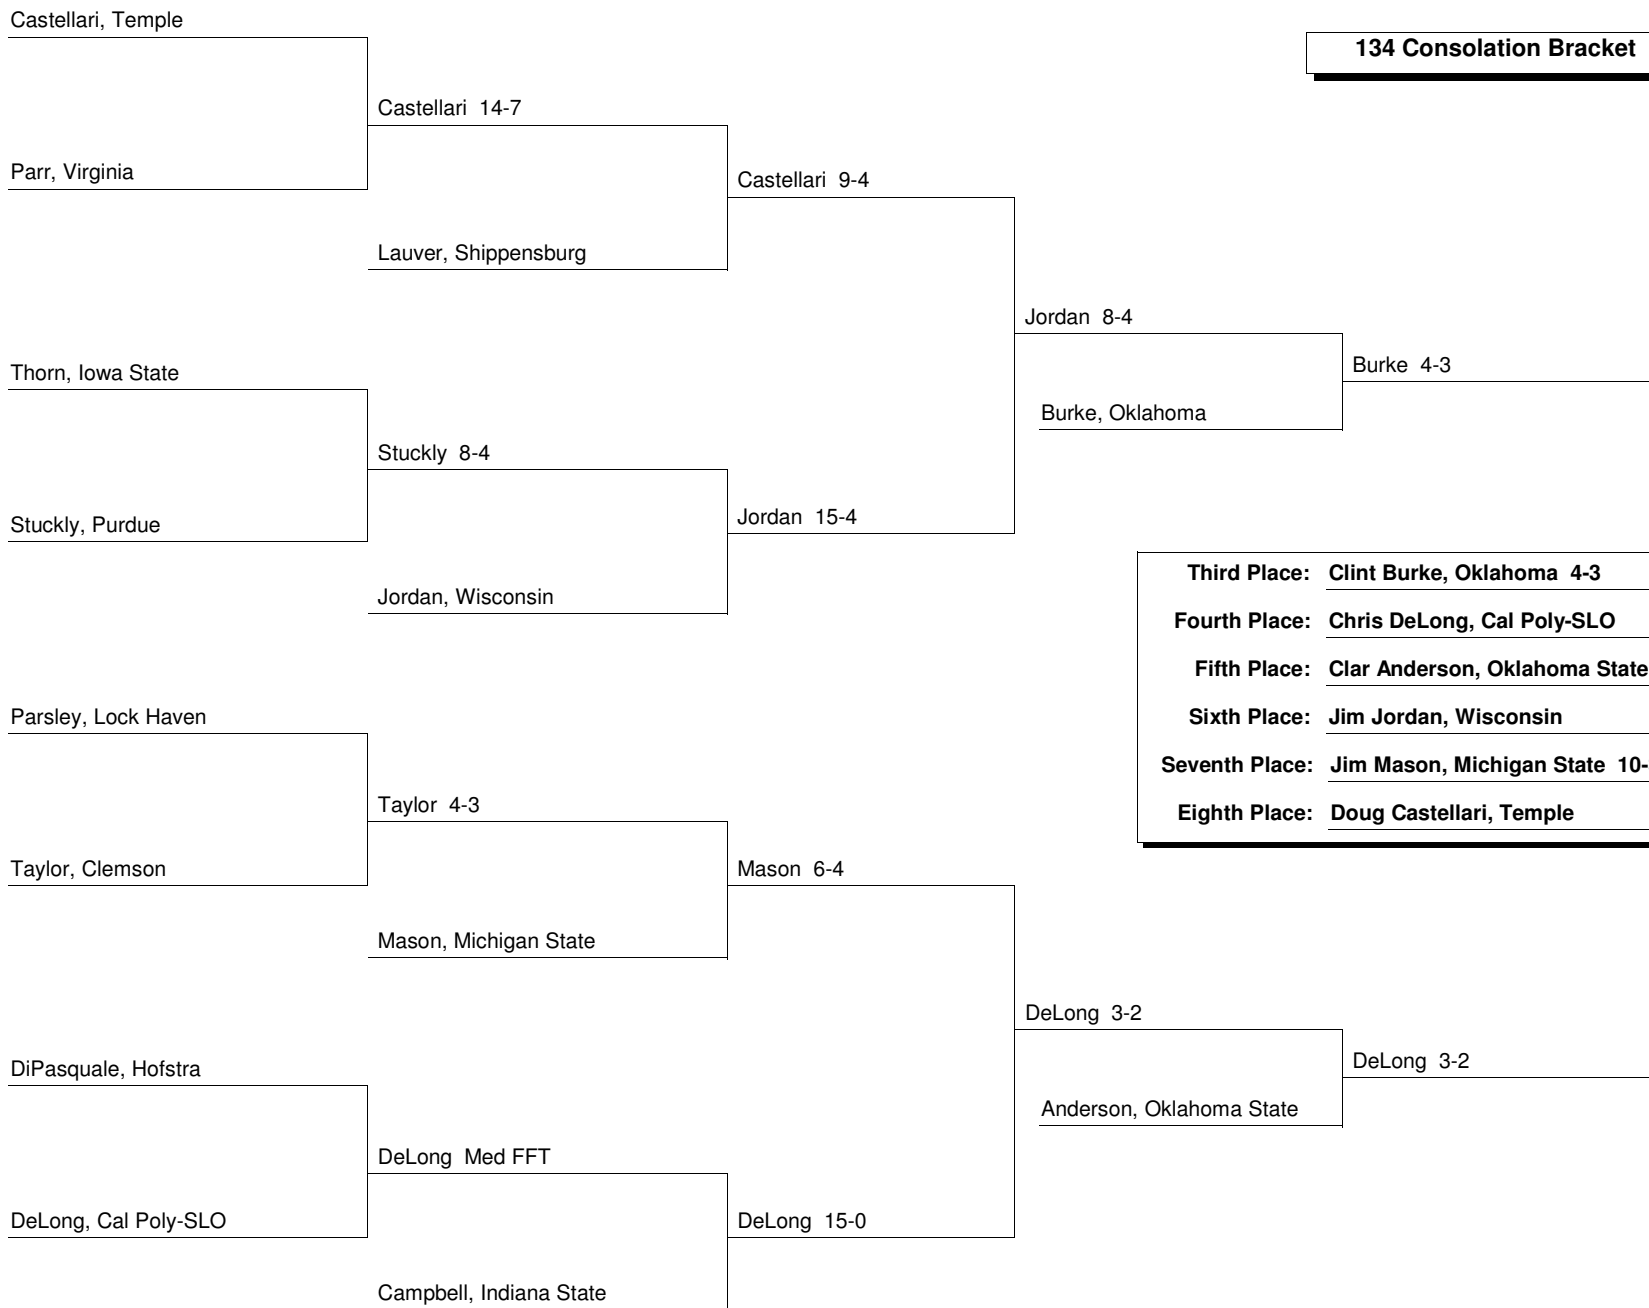 Castellari, Temple
134 Consolation Bracket
Castellari 14-7
Parr, Virginia
Castellari 9-4
Lauver, Shippensburg
Jordan 8-4
Thorn, Iowa State
Burke 4-3
Burke, Oklahoma
Stuckly 8-4
Stuckly, Purdue
Jordan 15-4
Jordan, Wisconsin
Third Place: Clint Burke, Oklahoma 4-3
Fourth Place: Chris DeLong, Cal Poly-SLO
Fifth Place: Clar Anderson, Oklahoma State
Sixth Place: Jim Jordan, Wisconsin
Seventh Place: Jim Mason, Michigan State 10-
Eighth Place: Doug Castellari, Temple
Parsley, Lock Haven
Taylor 4-3
Taylor, Clemson
Mason 6-4
Mason, Michigan State
DeLong 3-2
DiPasquale, Hofstra
DeLong 3-2
Anderson, Oklahoma State
DeLong Med FFT
DeLong, Cal Poly-SLO
DeLong 15-0
Campbell, Indiana State